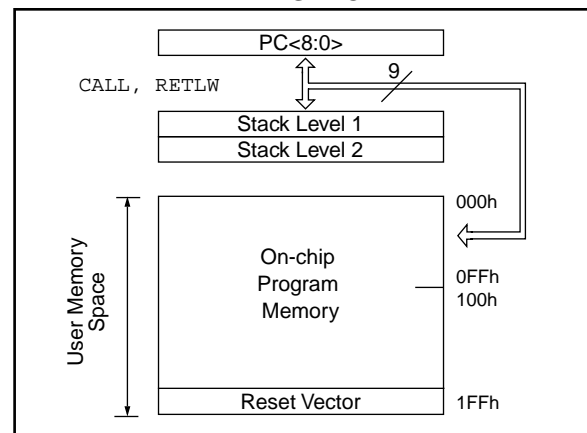 PC<8:0>
9
CALL, RETLW
Stack Level 1
Stack Level 2
000h
On-chip
Program
Memory
0FFh
100h
User Memory
Space
Reset Vector
1FFh